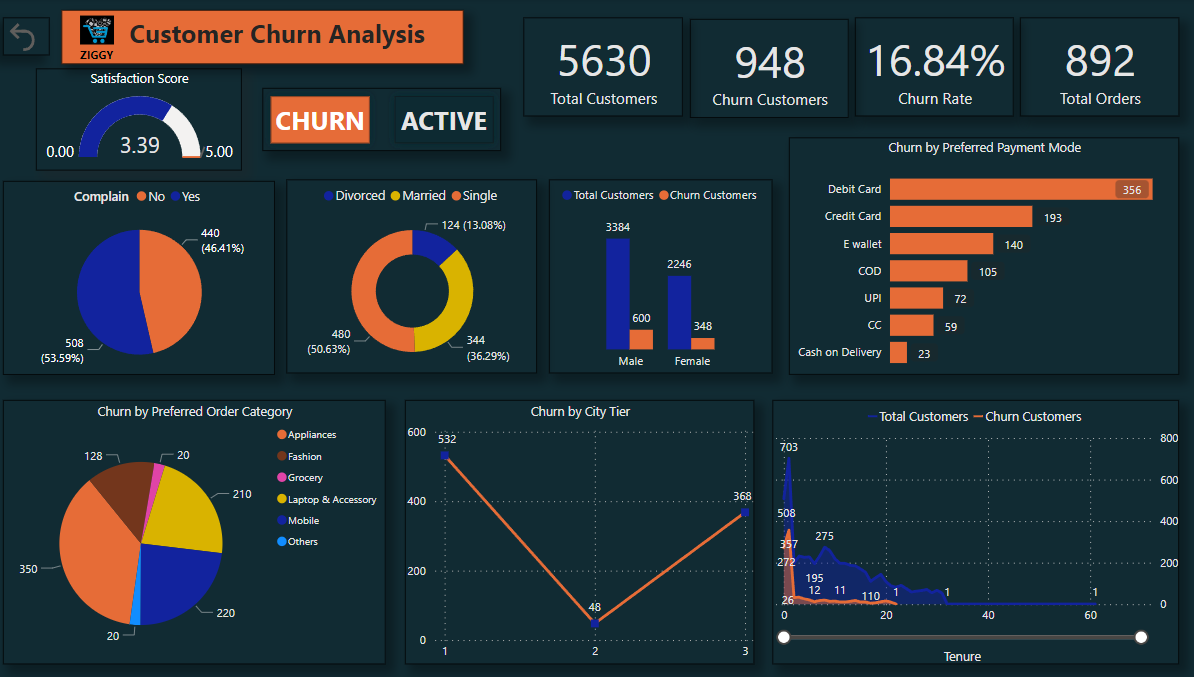 ZIGGY
Customer Churn Analysis
5630
Total Customers
948
Churn Customers
16.84%
Churn Rate
892
Total Orders
Satisfaction Score
0.00
3.39
5.00
CHURN
ACTIVE
Complain No Yes
440
(46.41%)
508
(53.59%)
Divorced Married Single
124 (13.08%)
480
(50.63%)
344
(36.29%)
Total Customers Churn Customers
3384
2246
600
348
Male
Female
Churn by Preferred Payment Mode
Debit Card 356
Credit Card 193
E wallet 140
COD 105
UPI 72
CC 59
Cash on Delivery 23
Churn by Preferred Order Category
Appliances
Fashion
Grocery
Laptop & Accessory
Mobile
Others
128
20
210
350
220
20
Churn by City Tier
600
532
400
368
200
48
0
1 2 3
Total Customers Churn Customers
703
800
600
508
400
357
275
272
200
195
12
11
110
1
1
1
26
0
0 20 40 60
Tenure